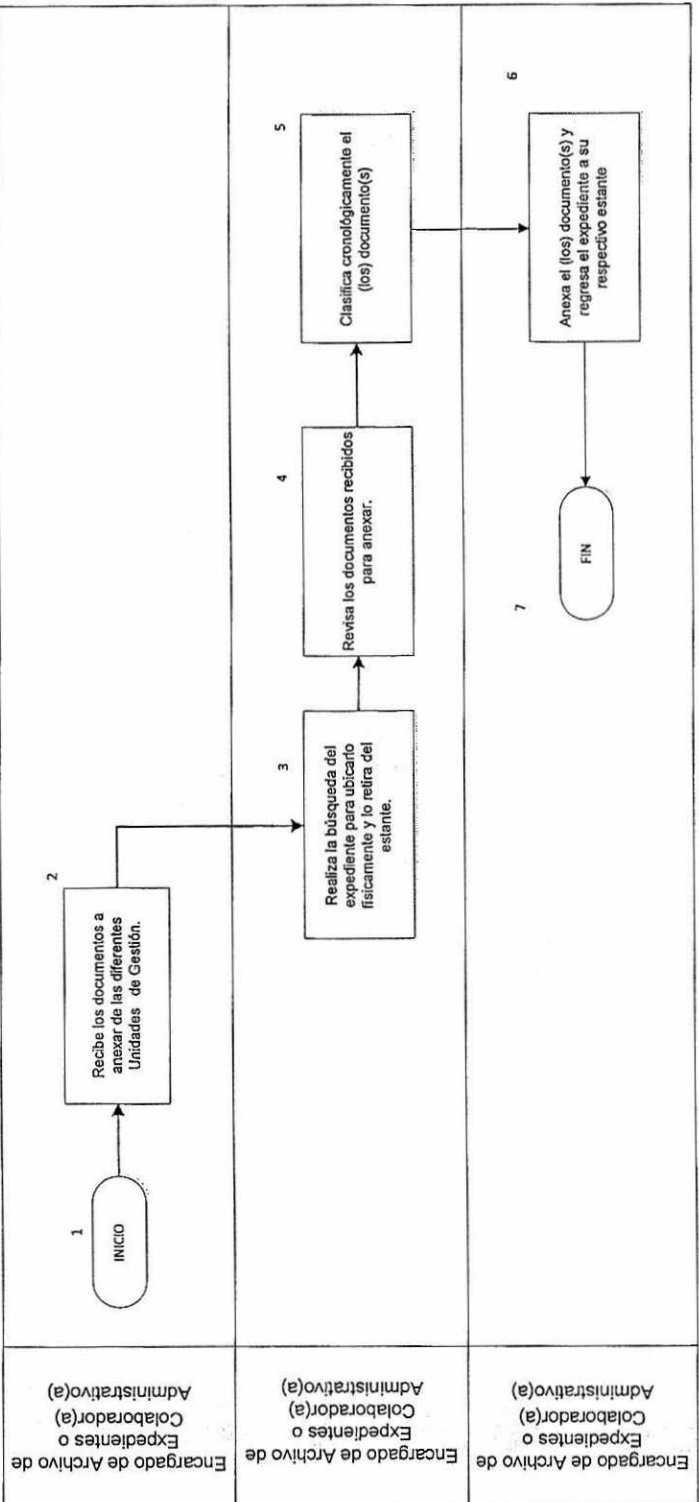 Encargado de Archivo de
Expedientes o
Colaborador(a)
Administrativo(a)
1
INICIO
2
Recibe los documentos a
anexar de las diferentes
Unidades de Gestión.
Encargado de Archivo de
Expedientes o
Colaborador(a)
Administrativo(a)
3
Realiza la búsqueda del
expediente para ubicarlo
físicamente y lo retira del
estante.
4
Revisa los documentos recibidos
para anexar.
5
Clasifica cronológicamente el
(los) documento(s)
Encargado de Archivo de
Expedientes o
Colaborador(a)
Administrativo(a)
6
Anexa el (los) documento(s) y
regresa el expediente a su
respectivo estante
7
FIN